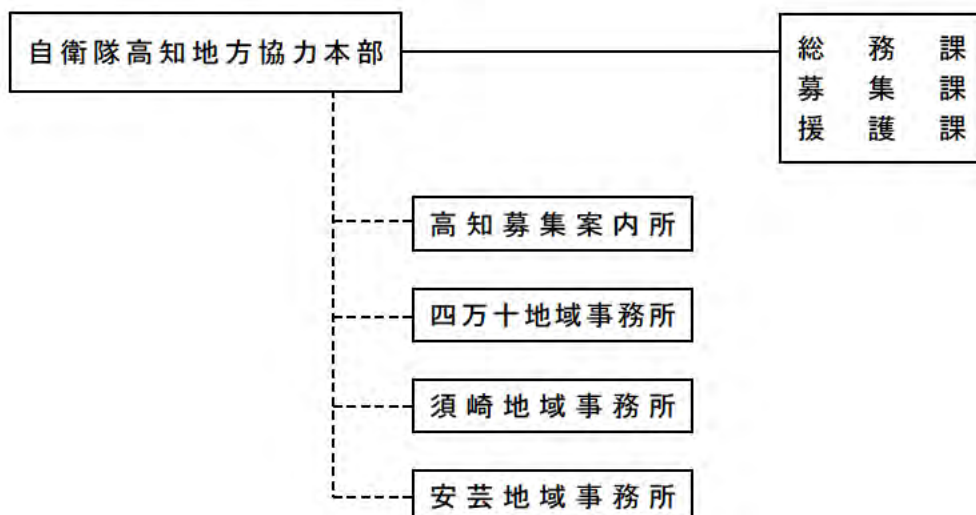 自衛隊高知地方協力本部
総務課
募集課
援護課
高知募集案内所
四万十地域事務所
須崎地域事務所
安芸地域事務所